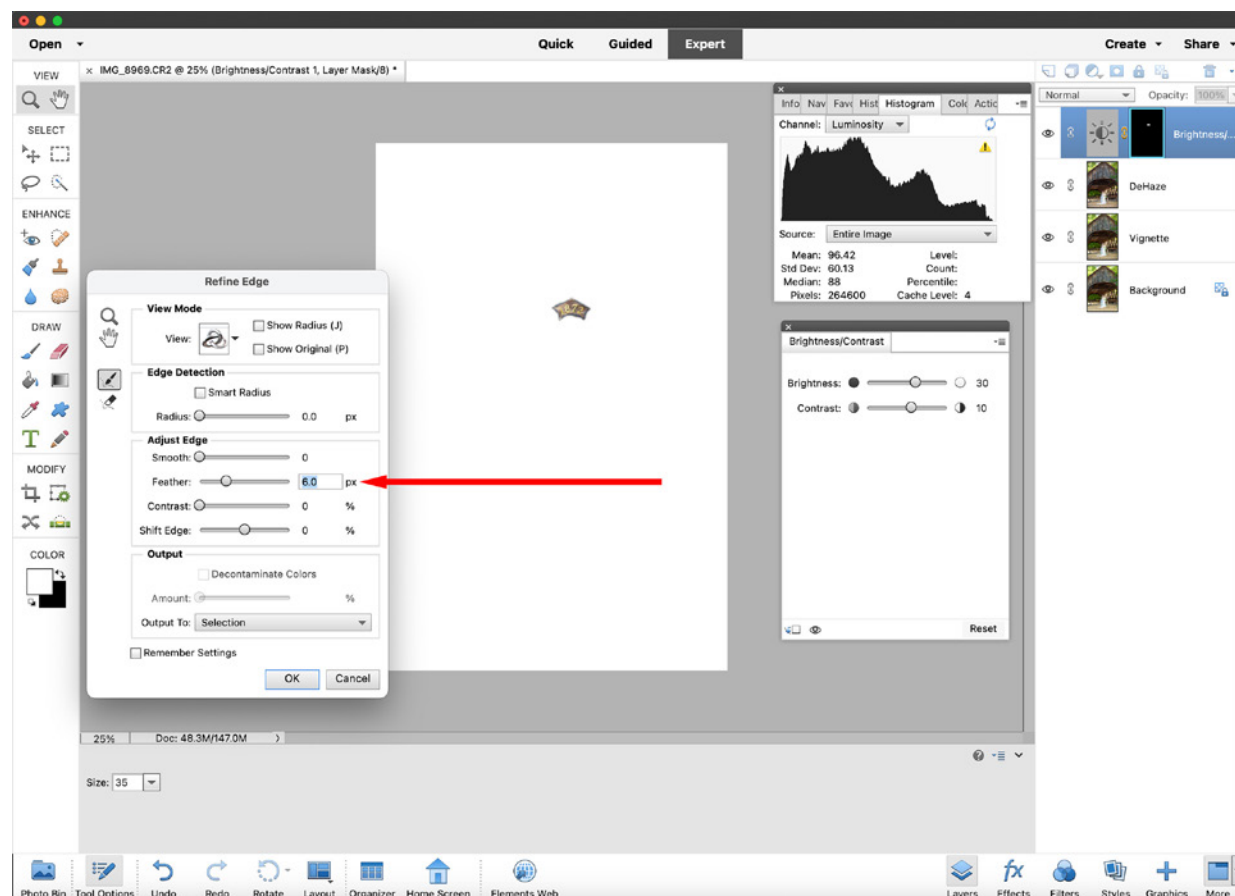 Open
Quick Guided Expert
Create Share
VIEW
× IMG_8969.CR2 @ 25% (Brightness/Contrast 1, Layer Mask/8) *
Info Nav Favc Hist Histogram Colc Actic
Normal Opacity: 100%
Channel: Luminosity
SELECT
Brightness/...
DeHaze
ENHANCE
Source: Entire Image
Vignette
Mean: 96.42 Level:
Std Dev: 60.13 Count:
Median: 88 Percentile:
Pixels: 264600 Cache Level: 4
Background
Refine Edge
View Mode
View: Show Radius (J)
Show Original (P)
DRAW
Brightness/Contrast
Edge Detection
Smart Radius
Radius: 0.0 px
Brightness: 30
Contrast: 10
Adjust Edge
Smooth: 0
Feather: 6.0 px
Contrast: 0 %
Shift Edge: 0 %
MODIFY
COLOR
Output
Decontaminate Colors
Amount: %
Output To: Selection
Remember Settings
OK Cancel
Reset
25% Doc: 48.3M/147.0M
Size: 35
Photo Bin Tool Options Undo Redo Rotate Layout Organizer Home Screen Elements Web
Layers Effects Filters Styles Graphics More